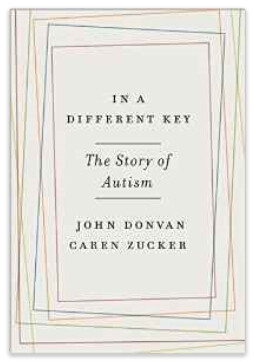 IN A
DIFFERENT KEY
The Story of
Autism
JOHN DONVAN
CAREN ZUCKER